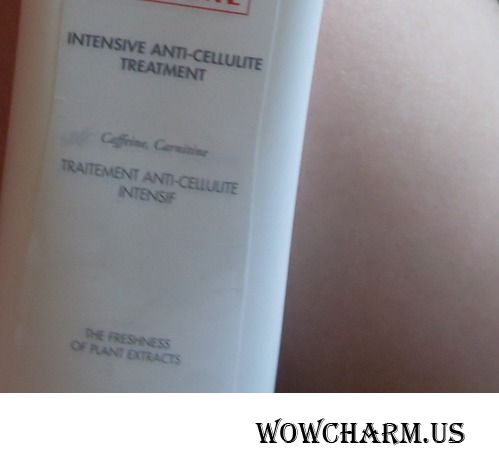 INTENSIVE ANTI-CELLULITE
TREATMENT
Caffeine, Carnitine
TRAITEMENT ANTI-CELLULITE
INTENSIF
THE FRESHNESS
OF PLANT EXTRACTS
WOWCHARM.US